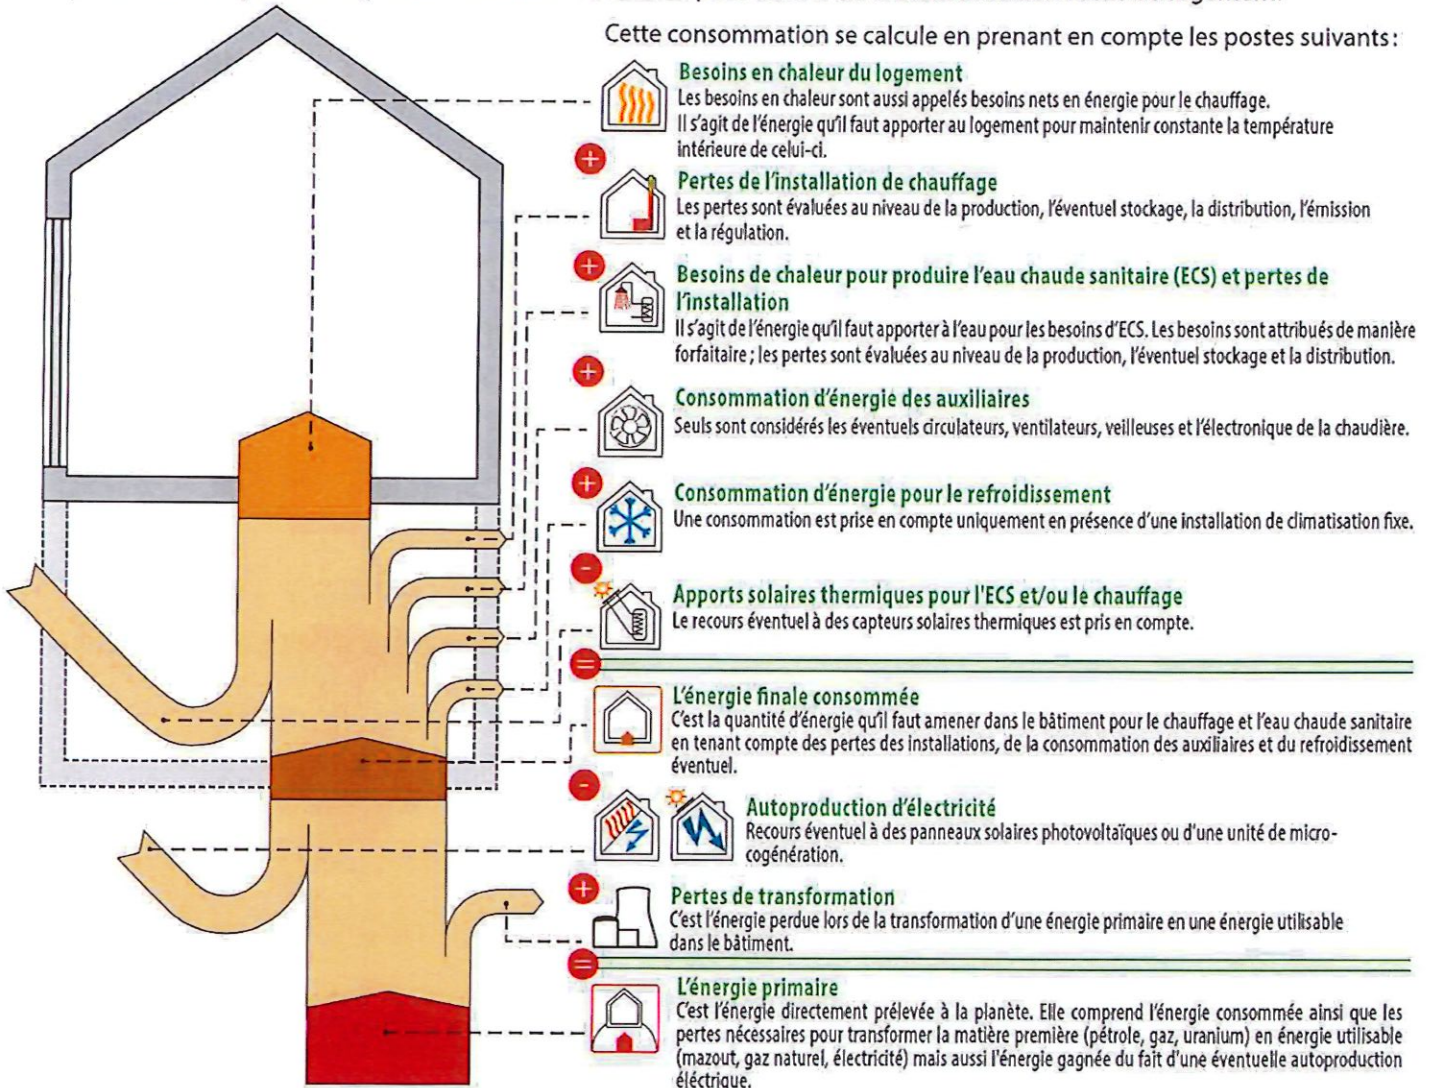 Cette consommation se calcule en prenant en compte les postes suivants :
Besoins en chaleur du logement
Les besoins en chaleur sont aussi appelés besoins nets en énergie pour le chauffage.
Il s'agit de l'énergie qu'il faut apporter au logement pour maintenir constante la température
intérieure de celui-ci.
+
Pertes de l'installation de chauffage
Les pertes sont évaluées au niveau de la production, l'éventuel stockage, la distribution, l'émission
et la régulation.
+
Besoins de chaleur pour produire l'eau chaude sanitaire (ECS) et pertes de
l'installation
Il s'agit de l'énergie qu'il faut apporter à l'eau pour les besoins d'ECS. Les besoins sont attribués de manière
forfaitaire ; les pertes sont évaluées au niveau de la production, l'éventuel stockage et la distribution.
+
Consommation d'énergie des auxiliaires
Seuls sont considérés les éventuels circulateurs, ventilateurs, veilleuses et l'électronique de la chaudière.
+
Consommation d'énergie pour le refroidissement
Une consommation est prise en compte uniquement en présence d'une installation de climatisation fixe.
-
Apports solaires thermiques pour l'ECS et/ou le chauffage
Le recours éventuel à des capteurs solaires thermiques est pris en compte.
=
L'énergie finale consommée
C'est la quantité d'énergie qu'il faut amener dans le bâtiment pour le chauffage et l'eau chaude sanitaire
en tenant compte des pertes des installations, de la consommation des auxiliaires et du refroidissement
éventuel.
-
Autoproduction d'électricité
Recours éventuel à des panneaux solaires photovoltaïques ou d'une unité de micro-
cogénération.
+
Pertes de transformation
C'est l'énergie perdue lors de la transformation d'une énergie primaire en une énergie utilisable
dans le bâtiment.
=
L'énergie primaire
C'est l'énergie directement prélevée à la planète. Elle comprend l'énergie consommée ainsi que les
pertes nécessaires pour transformer la matière première (pétrole, gaz, uranium) en énergie utilisable
(mazout, gaz naturel, électricité) mais aussi l'énergie gagnée du fait d'une éventuelle autoproduction
éléctrique.